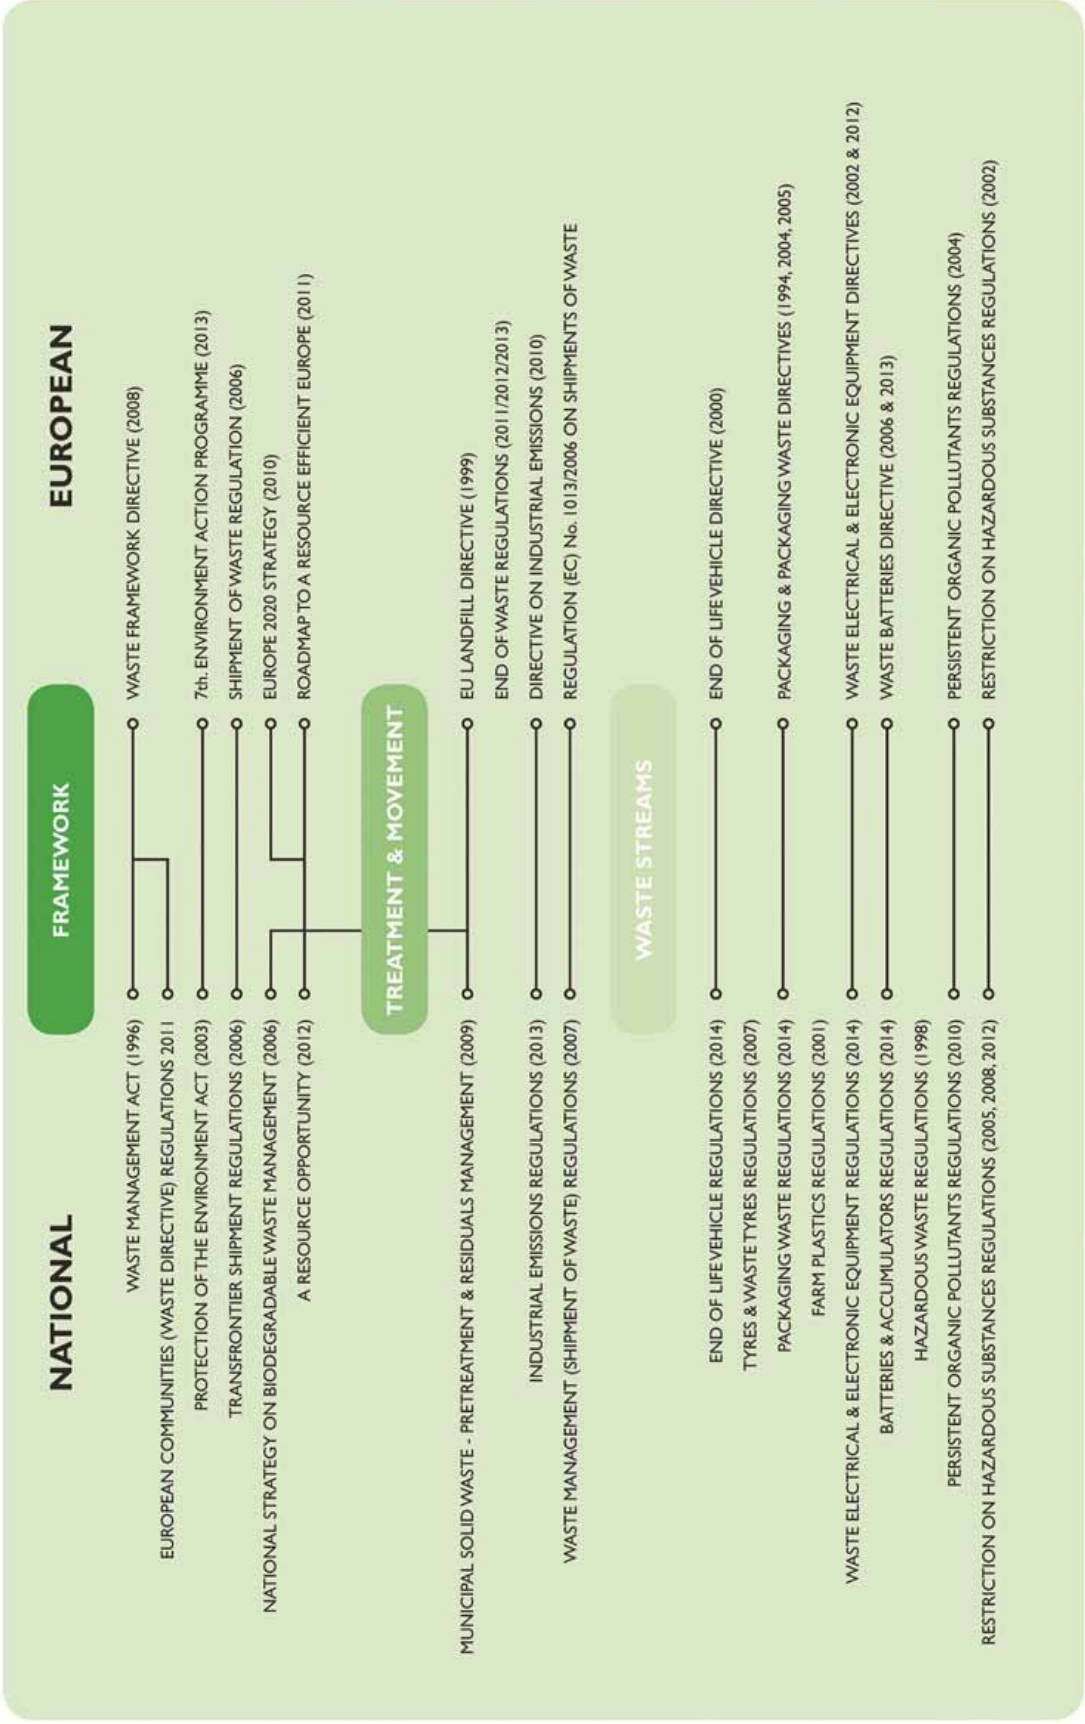 NATIONAL
FRAMEWORK
EUROPEAN
WASTE MANAGEMENT ACT (1996)
WASTE FRAMEWORK DIRECTIVE (2008)
EUROPEAN COMMUNITIES (WASTE DIRECTIVE) REGULATIONS 2011
PROTECTION OF THE ENVIRONMENT ACT (2003)
7th. ENVIRONMENT ACTION PROGRAMME (2013)
TRANSFRONTIER SHIPMENT REGULATIONS (2006)
SHIPMENT OF WASTE REGULATION (2006)
NATIONAL STRATEGY ON BIODEGRADABLE WASTE MANAGEMENT (2006)
EUROPE 2020 STRATEGY (2010)
A RESOURCE OPPORTUNITY (2012)
ROADMAP TO A RESOURCE EFFICIENT EUROPE (2011)
TREATMENT & MOVEMENT
MUNICIPAL SOLID WASTE - PRETREATMENT & RESIDUALS MANAGEMENT (2009)
EU LANDFILL DIRECTIVE (1999)
END OF WASTE REGULATIONS (2011/2012/2013)
INDUSTRIAL EMISSIONS REGULATIONS (2013)
DIRECTIVE ON INDUSTRIAL EMISSIONS (2010)
WASTE MANAGEMENT (SHIPMENT OF WASTE) REGULATIONS (2007)
REGULATION (EC) No. 1013/2006 ON SHIPMENTS OF WASTE
WASTE STREAMS
END OF LIFE VEHICLE REGULATIONS (2014)
END OF LIFE VEHICLE DIRECTIVE (2000)
TYRES & WASTE TYRES REGULATIONS (2007)
PACKAGING WASTE REGULATIONS (2014)
PACKAGING & PACKAGING WASTE DIRECTIVES (1994, 2004, 2005)
FARM PLASTICS REGULATIONS (2001)
WASTE ELECTRICAL & ELECTRONIC EQUIPMENT REGULATIONS (2014)
WASTE ELECTRICAL & ELECTRONIC EQUIPMENT DIRECTIVES (2002 & 2012)
BATTERIES & ACCUMULATORS REGULATIONS (2014)
WASTE BATTERIES DIRECTIVE (2006 & 2013)
HAZARDOUS WASTE REGULATIONS (1998)
PERSISTENT ORGANIC POLLUTANTS REGULATIONS (2010)
PERSISTENT ORGANIC POLLUTANTS REGULATIONS (2004)
RESTRICTION ON HAZARDOUS SUBSTANCES REGULATIONS (2005, 2008, 2012)
RESTRICTION ON HAZARDOUS SUBSTANCES REGULATIONS (2002)